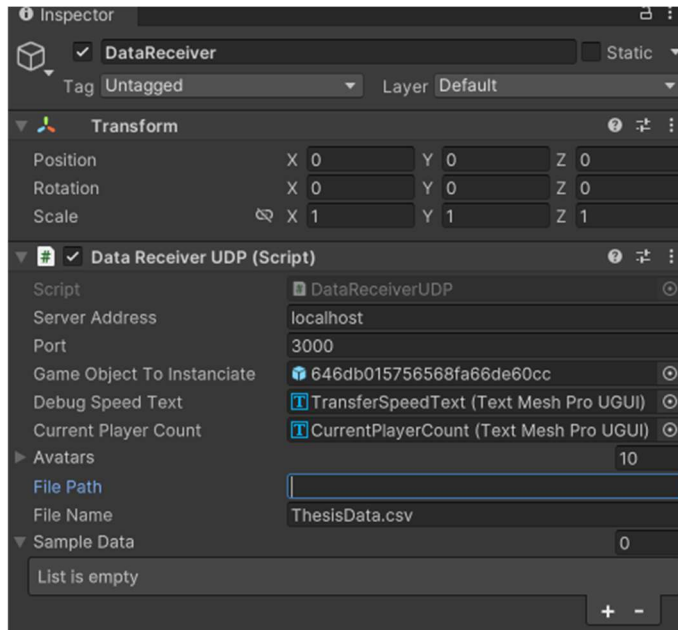 Inspector
DataReceiver Static
Tag Untagged Layer Default
Transform
Position X 0 Y 0 Z 0
Rotation X 0 Y 0 Z 0
Scale X 1 Y 1 Z 1
# Data Receiver UDP (Script)
Script # DataReceiverUDP
Server Address localhost
Port 3000
Game Object To Instanciate 646db015756568fa66de60cc
Debug Speed Text T TransferSpeedText (Text Mesh Pro UGUI)
Current Player Count T CurrentPlayerCount (Text Mesh Pro UGUI)
Avatars 10
File Path
File Name ThesisData.csv
Sample Data 0
List is empty
+ -